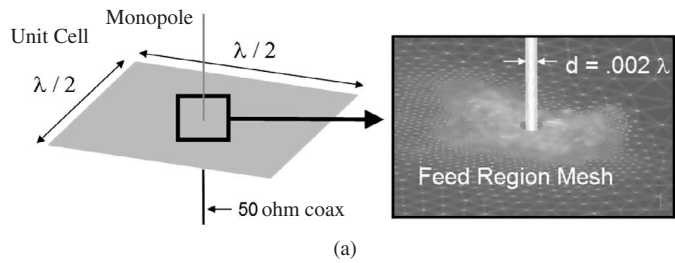 Monopole
Unit Cell
λ / 2
λ / 2
d = .002 λ
Feed Region Mesh
50 ohm coax
(a)